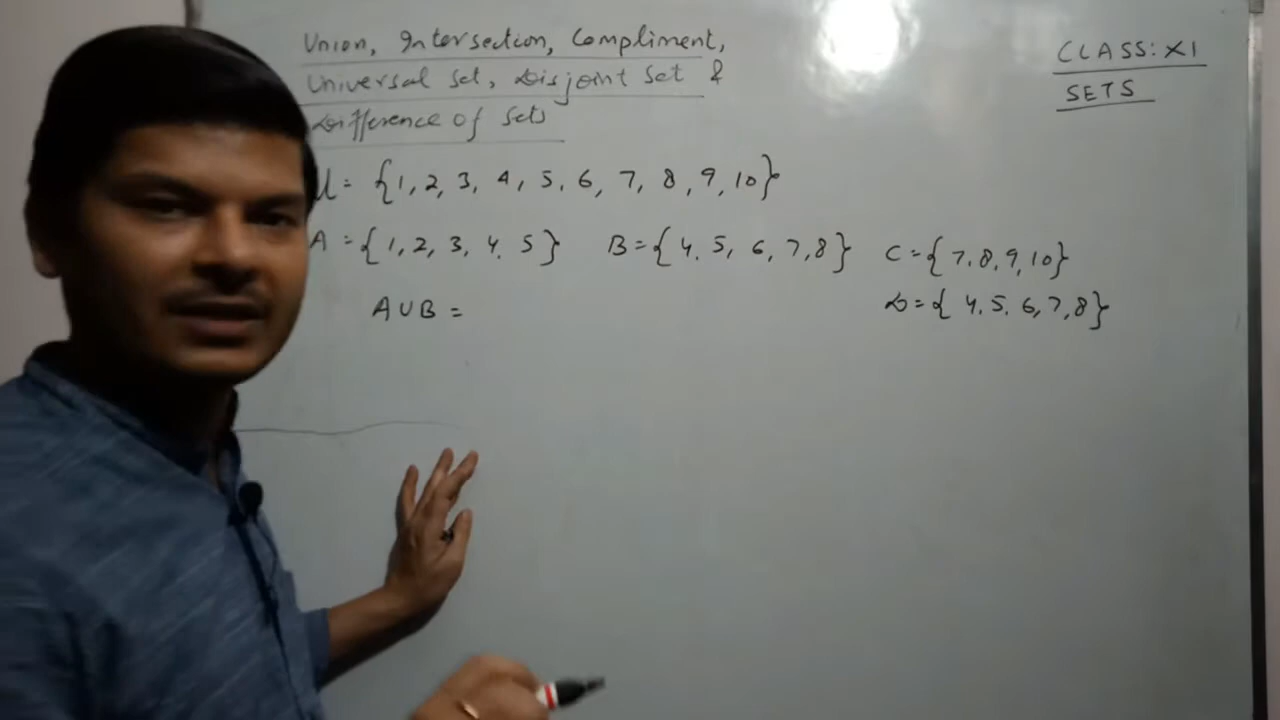 Union, Intersection, Compliment,
Universal Set, Disjoint Set &
Difference of Sets
CLASS: XI
SETS
U = {1, 2, 3, 4, 5, 6, 7, 8, 9, 10}
A = {1, 2, 3, 4, 5} B = {4, 5, 6, 7, 8} C = {7, 8, 9, 10}
A ∪ B = D = {4, 5, 6, 7, 8}